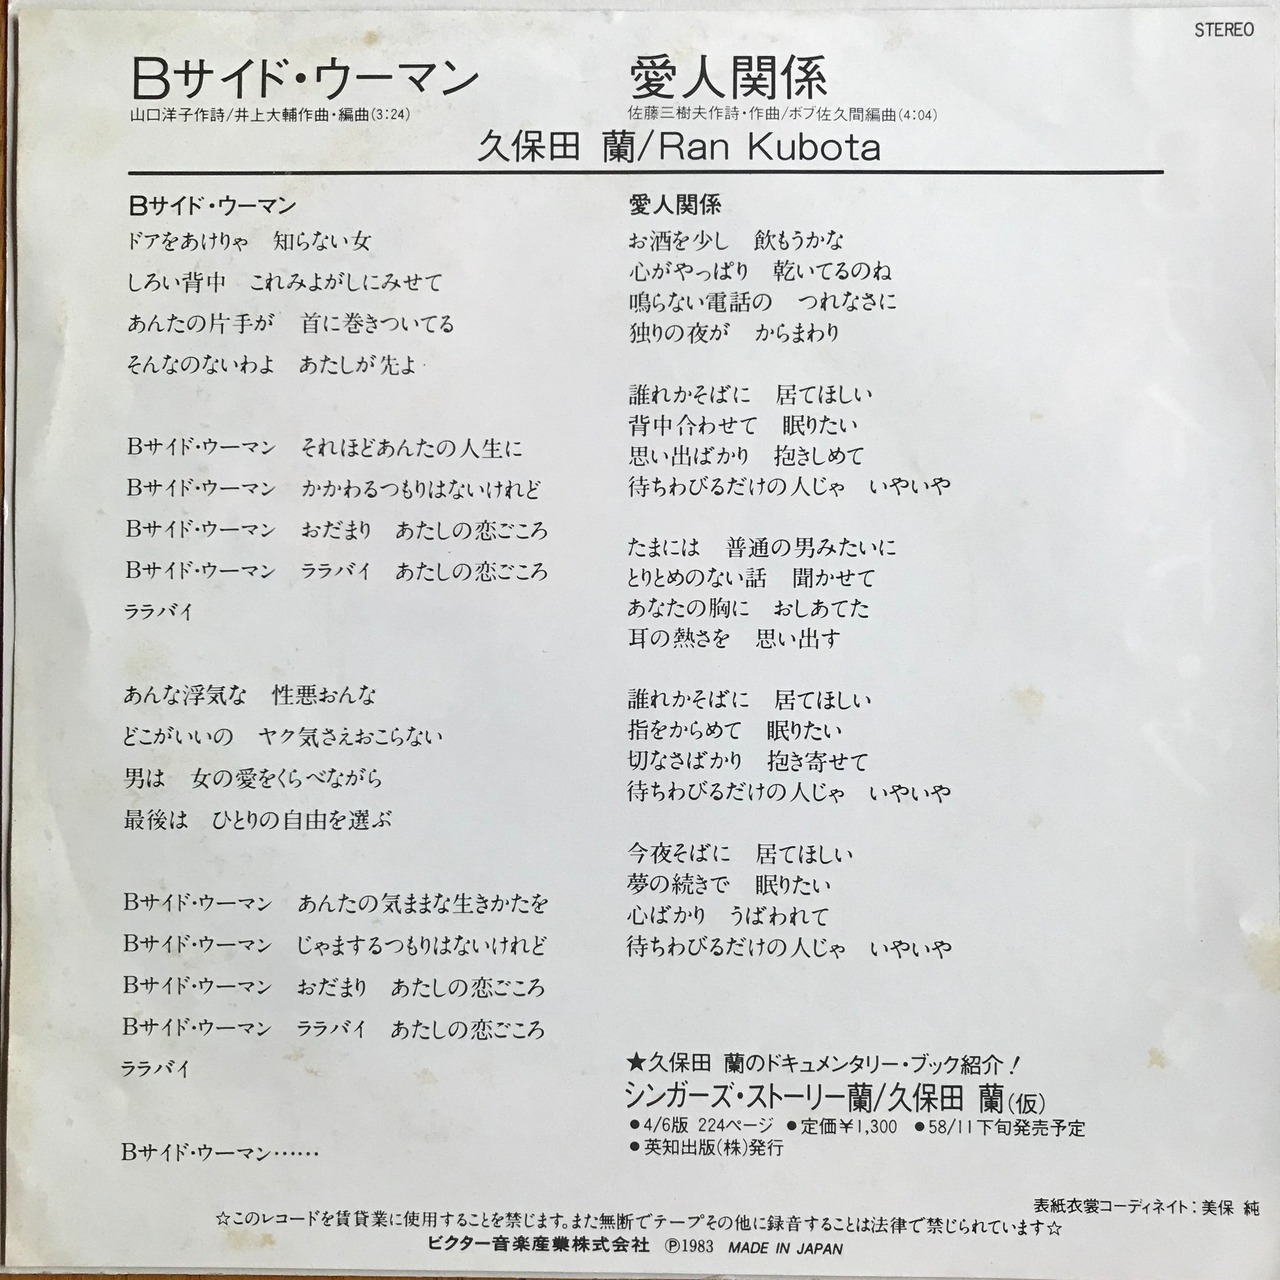 STEREO
Bサイド・ウーマン
山口洋子作詩/井上大輔作曲・編曲(3:24)
愛人関係
佐藤三樹夫作詩・作曲/ボブ佐久間編曲(4:04)
久保田 蘭/Ran Kubota
Bサイド・ウーマン
ドアをあけりゃ 知らない女
しろい背中 これみよがしにみせて
あんたの片手が 首に巻きついてる
そんなのないわよ あたしが先よ
Bサイド・ウーマン それほどあんたの人生に
Bサイド・ウーマン かかわるつもりはないけれど
Bサイド・ウーマン おだまり あたしの恋ごころ
Bサイド・ウーマン ララバイ あたしの恋ごころ
ララバイ
あんな浮気な 性悪おんな
どこがいいの ヤク気さえおこらない
男は 女の愛をくらべながら
最後は ひとりの自由を選ぶ
Bサイド・ウーマン あんたの気ままな生きかたを
Bサイド・ウーマン じゃまするつもりはないけれど
Bサイド・ウーマン おだまり あたしの恋ごころ
Bサイド・ウーマン ララバイ あたしの恋ごころ
ララバイ
Bサイド・ウーマン……
愛人関係
お酒を少し 飲もうかな
心がやっぱり 乾いてるのね
鳴らない電話の つれなさに
独りの夜が からまわり
誰れかそばに 居てほしい
背中合わせて 眠りたい
思い出ばかり 抱きしめて
待ちわびるだけの人じゃ いやいや
たまには 普通の男みたいに
とりとめのない話 聞かせて
あなたの胸に おしあてた
耳の熱さを 思い出す
誰れかそばに 居てほしい
指をからめて 眠りたい
切なさばかり 抱き寄せて
待ちわびるだけの人じゃ いやいや
今夜そばに 居てほしい
夢の続きで 眠りたい
心ばかり うばわれて
待ちわびるだけの人じゃ いやいや
★久保田 蘭のドキュメンタリー・ブック紹介!
シンガーズ・ストーリー蘭/久保田 蘭(仮)
●4/6版 224ページ ●定価¥1,300 ●58/11下旬発売予定
●英知出版(株)発行
表紙衣裳コーディネイト:美保 純
☆このレコードを賃貸業に使用することを禁じます。また無断でテープその他に録音することは法律で禁じられています☆
ビクター音楽産業株式会社 ℗1983 MADE IN JAPAN